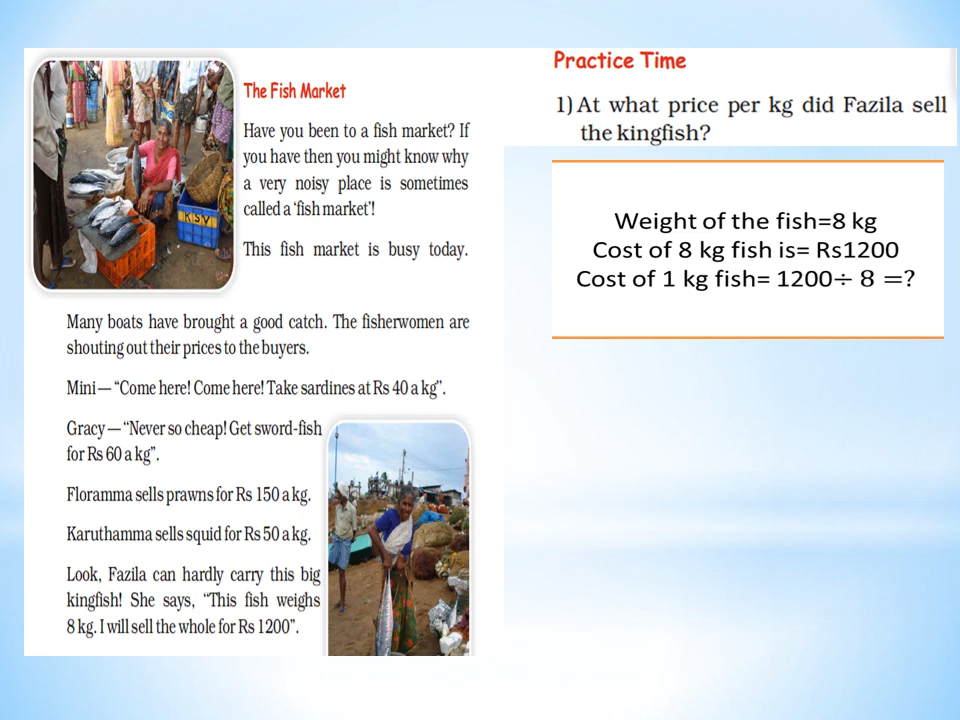 The Fish Market
Have you been to a fish market? If
you have then you might know why
a very noisy place is sometimes
called a ‘fish market’!
This fish market is busy today.
K.S.V
Many boats have brought a good catch. The fisherwomen are
shouting out their prices to the buyers.
Mini — “Come here! Come here! Take sardines at Rs 40 a kg”.
Gracy — “Never so cheap! Get sword-fish
for Rs 60 a kg”.
Floramma sells prawns for Rs 150 a kg.
Karuthamma sells squid for Rs 50 a kg.
Look, Fazila can hardly carry this big
kingfish! She says, “This fish weighs
8 kg. I will sell the whole for Rs 1200”.
Practice Time
1) At what price per kg did Fazila sell
the kingfish?
Weight of the fish=8 kg
Cost of 8 kg fish is= Rs1200
Cost of 1 kg fish= 1200÷ 8 =?